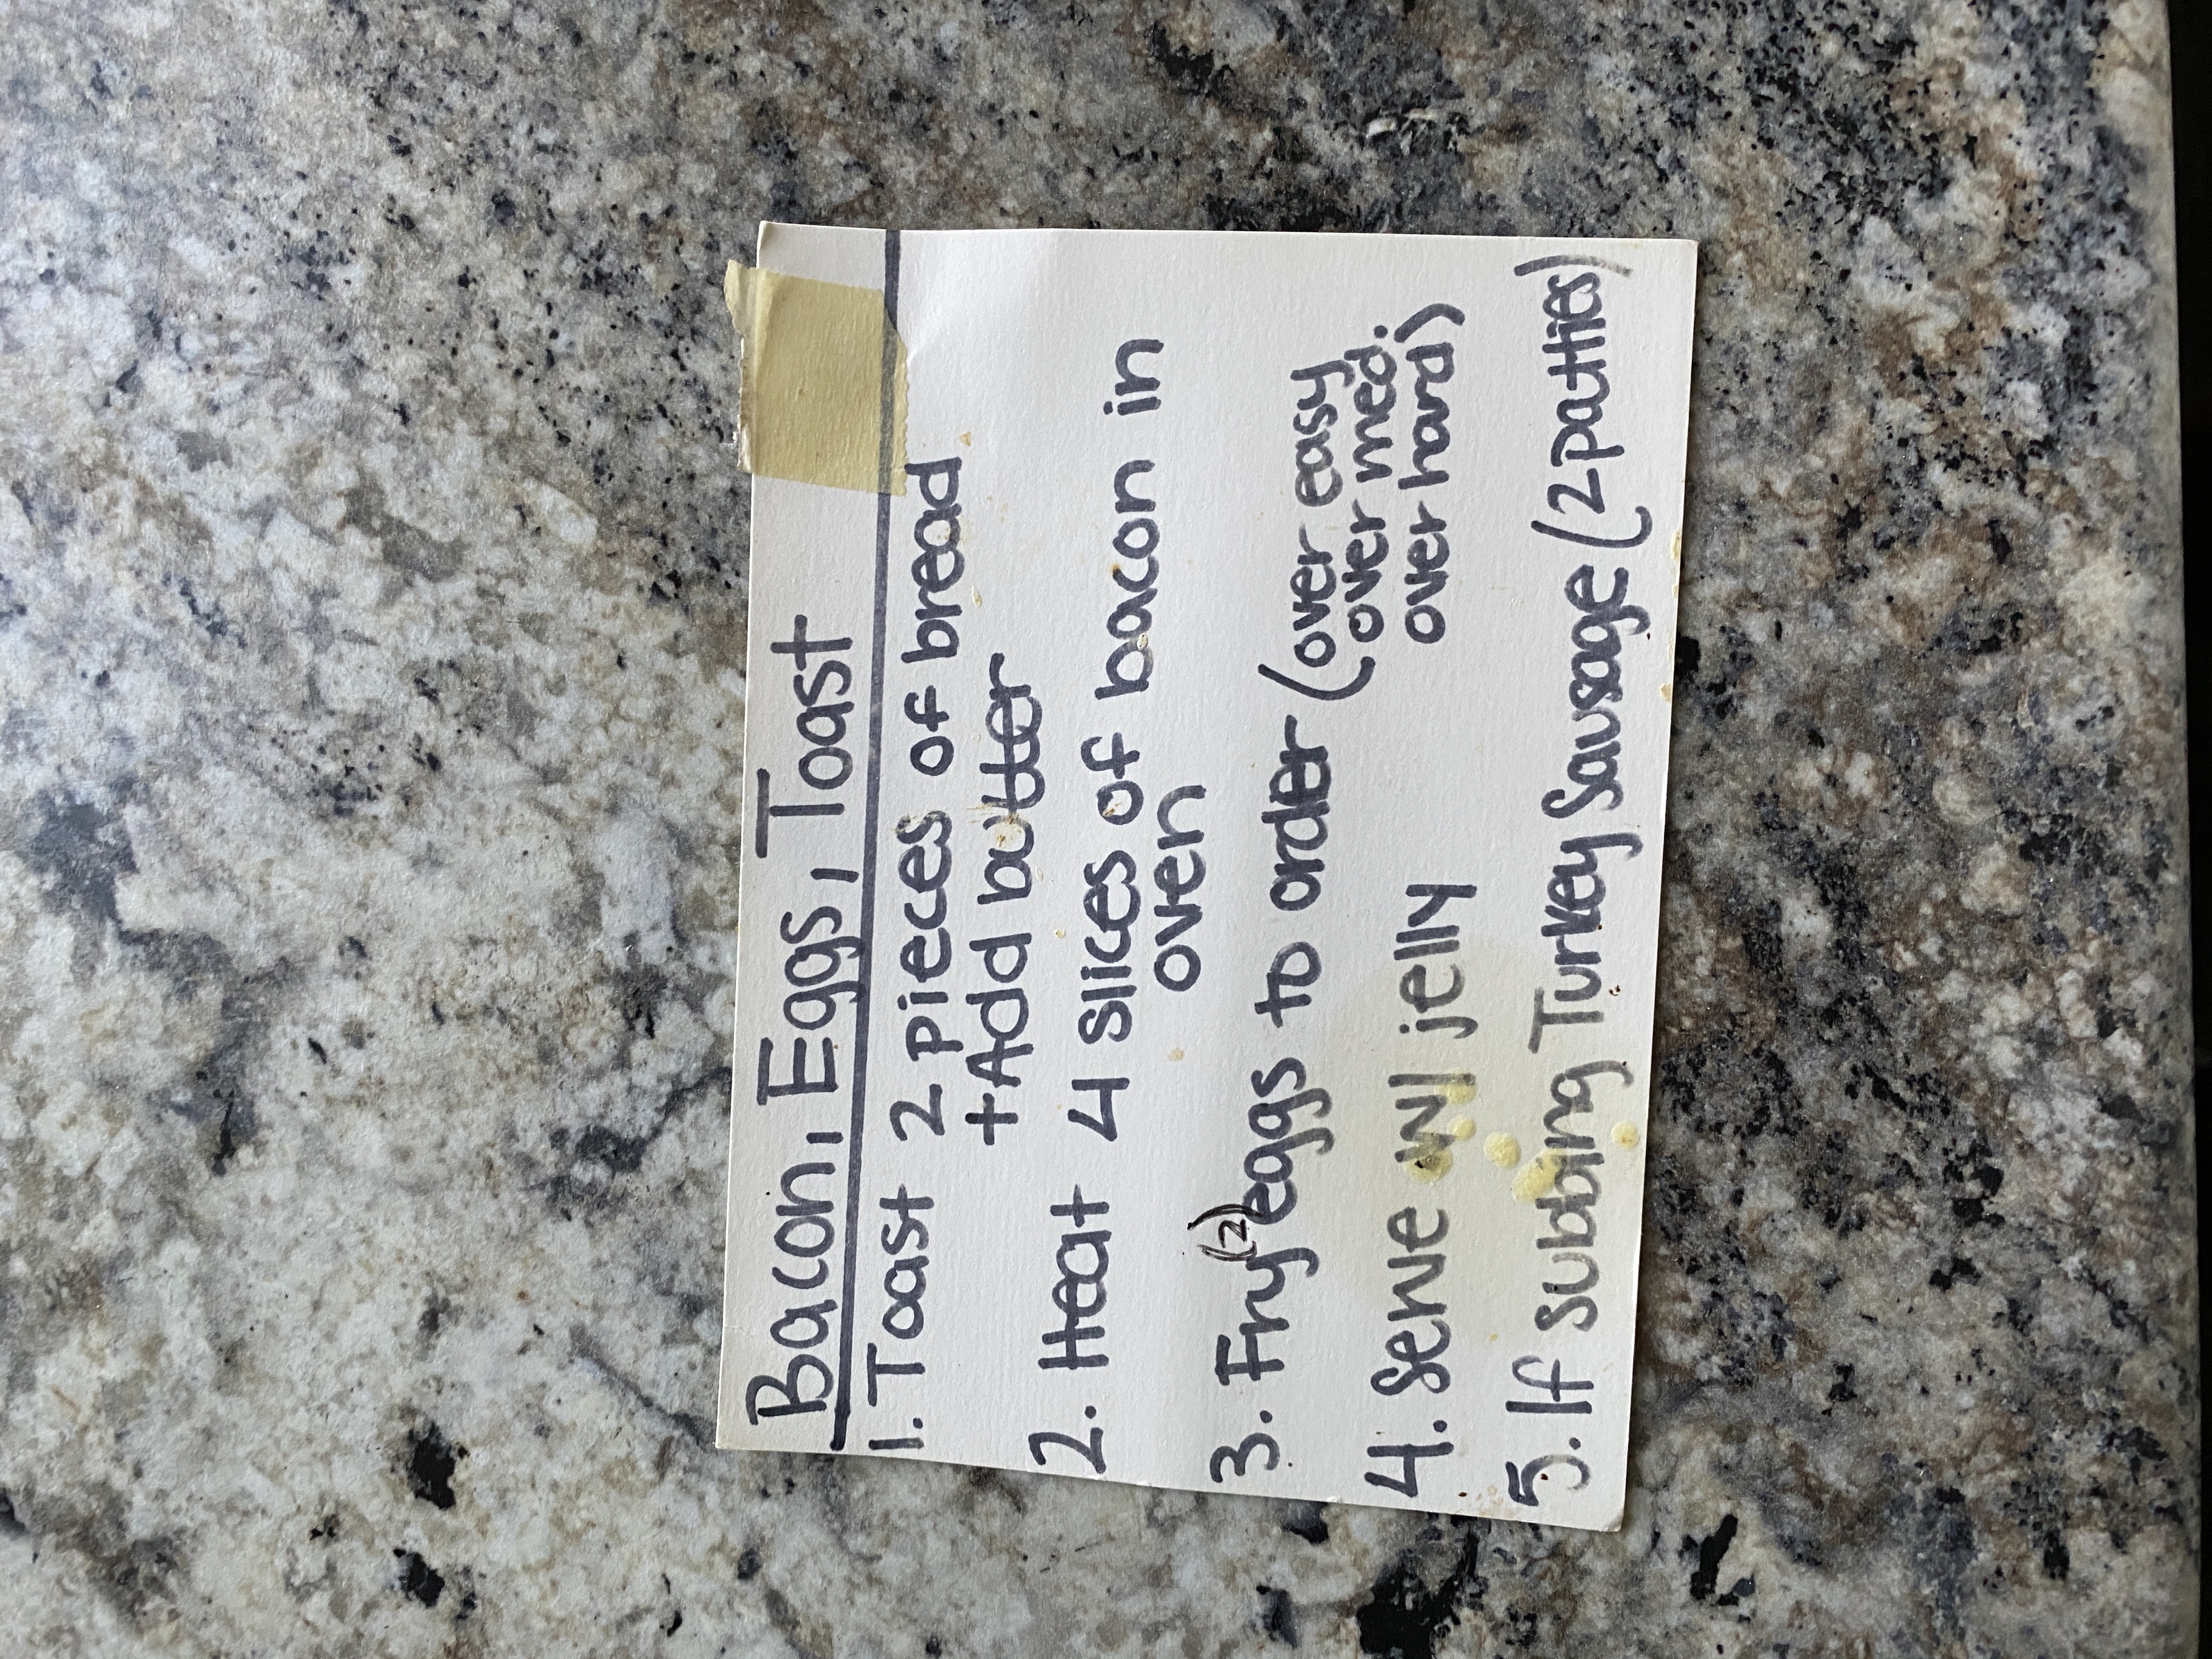 Bacon, Eggs, Toast
1. Toast 2 pieces of bread
+Add butter
2. Heat 4 slices of bacon in
oven
3. Fry (2) eggs to order (over easy
over med.
over hard)
4. Serve w/ jelly
5. If subbing Turkey Sausage (2 patties)